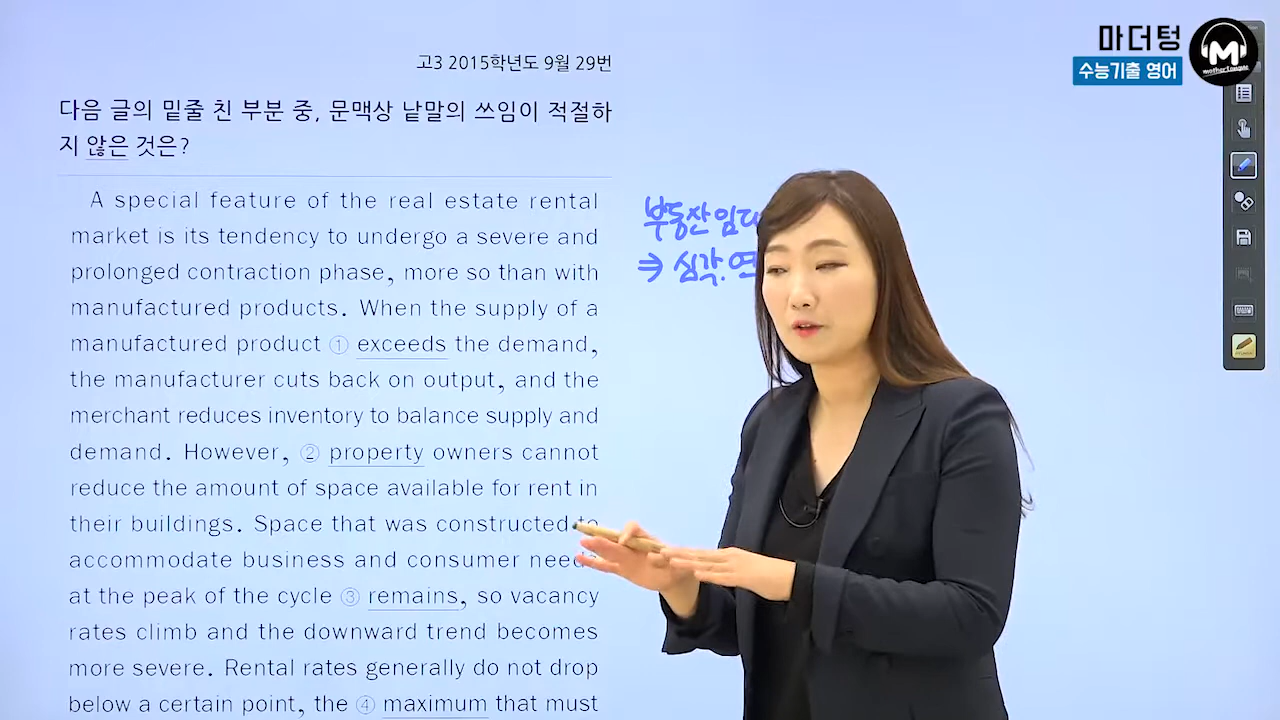 고3 2015학년도 9월 29번
마더텅
수능기출 영어
다음 글의 밑줄 친 부분 중, 문맥상 낱말의 쓰임이 적절하
지 않은 것은?
A special feature of the real estate rental
market is its tendency to undergo a severe and
prolonged contraction phase, more so than with
manufactured products. When the supply of a
manufactured product ① exceeds the demand,
the manufacturer cuts back on output, and the
merchant reduces inventory to balance supply and
demand. However, ② property owners cannot
reduce the amount of space available for rent in
their buildings. Space that was constructed to
accommodate business and consumer
at the peak of the cycle ③ remains, so vacancy
rates climb and the downward trend becomes
more severe. Rental rates generally do not drop
below a certain point, the ④ maximum that must
부동산 임
⇒ 심각.연